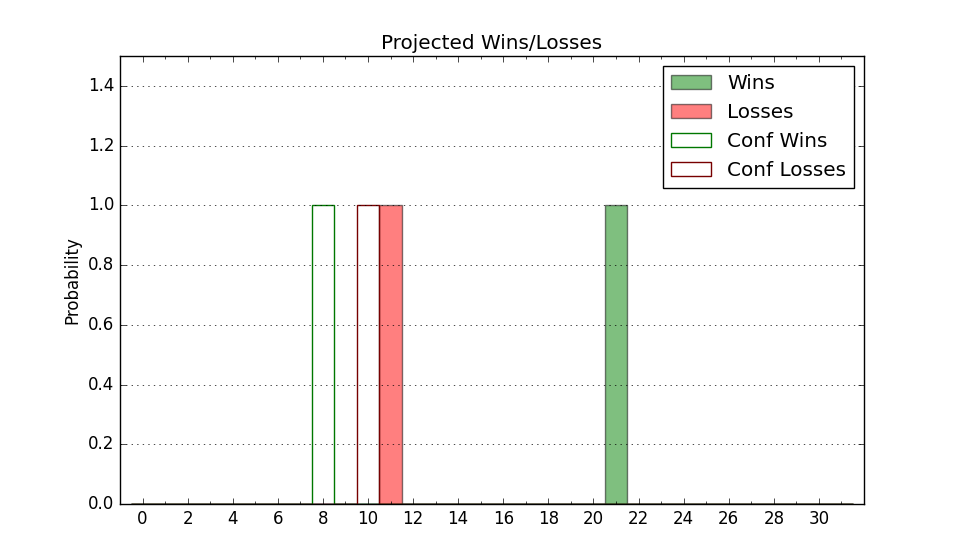 Projected Wins/Losses
Wins
Losses
Conf Wins
Conf Losses
Probability
1.4
1.2
1.0
0.8
0.6
0.4
0.2
0.0
0 2 4 6 8 10 12 14 16 18 20 22 24 26 28 30